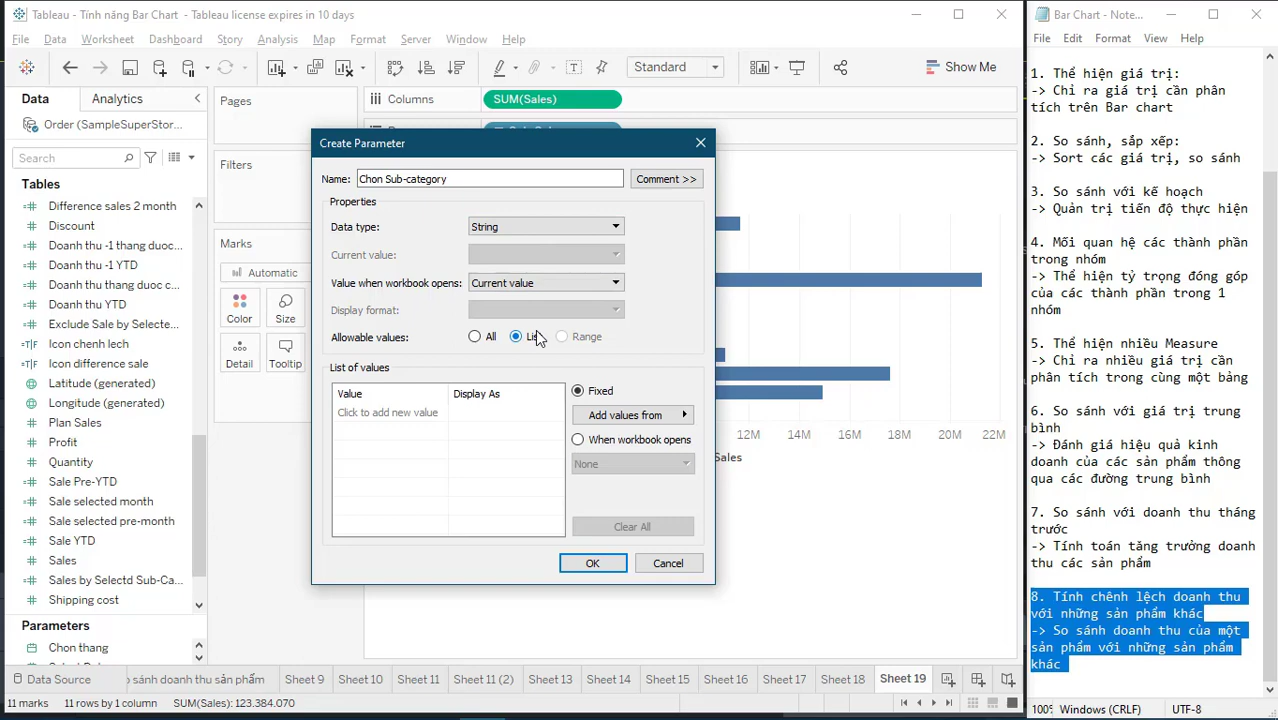 Tableau - Tính năng Bar Chart - Tableau license expires in 10 days
File Data Worksheet Dashboard Story Analysis Map Format Server Window Help
Standard
Show Me
Data Analytics
Order (SampleSuperStor...
Search
Tables
Difference sales 2 month
Discount
Doanh thu -1 thang duoc...
Doanh thu -1 YTD
Doanh thu thang duoc c...
Doanh thu YTD
Exclude Sale by Selecte...
Icon chenh lech
Icon difference sale
Latitude (generated)
Longitude (generated)
Plan Sales
Profit
Quantity
Sale Pre-YTD
Sale selected month
Sale selected pre-month
Sale YTD
Sales
Sales by Selectd Sub-Ca...
Shipping cost
Parameters
Chon thang
Pages
Filters
Marks
Automatic
Color Size
Detail Tooltip
Columns SUM(Sales)
Create Parameter
Name: Chon Sub-category Comment >>
Properties
Data type: String
Current value:
Value when workbook opens: Current value
Display format:
Allowable values: All List Range
List of values
Value Display As
Click to add new value
Fixed
Add values from
When workbook opens
None
Clear All
OK Cancel
12M 14M 16M 18M 20M 22M
Sales
Data Source
sánh doanh thu sản phẩm Sheet 9 Sheet 10 Sheet 11 Sheet 11 (2) Sheet 13 Sheet 14 Sheet 15 Sheet 16 Sheet 17 Sheet 18 Sheet 19
11 marks 11 rows by 1 column SUM(Sales): 123.384.070
Bar Chart - Note...
File Edit Format View Help
1. Thể hiện giá trị:
-> Chỉ ra giá trị cần phân
tích trên Bar chart
2. So sánh, sắp xếp:
-> Sort các giá trị, so sánh
3. So sánh với kế hoạch
-> Quản trị tiến độ thực hiện
4. Mối quan hệ các thành phần
trong nhóm
-> Thể hiện tỷ trọng đóng góp
của các thành phần trong 1
nhóm
5. Thể hiện nhiều Measure
-> Chỉ ra nhiều giá trị cần
phân tích trong cùng một bảng
6. So sánh với giá trị trung
bình
-> Đánh giá hiệu quả kinh
doanh của các sản phẩm thông
qua các đường trung bình
7. So sánh với doanh thu tháng
trước
-> Tính toán tăng trưởng doanh
thu các sản phẩm
8. Tính chênh lệch doanh thu
với những sản phẩm khác
-> So sánh doanh thu của một
sản phẩm với những sản phẩm
khác
100% Windows (CRLF) UTF-8